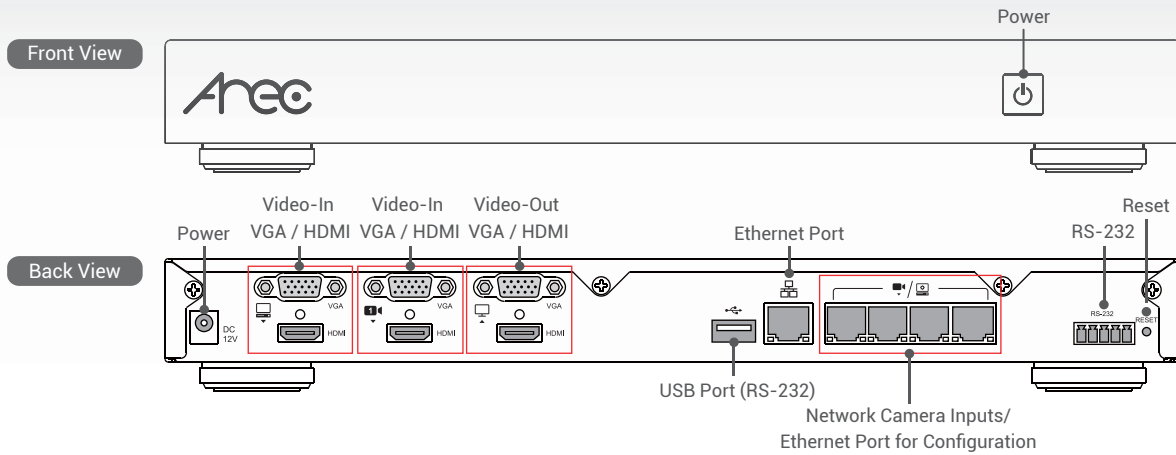 Power
Front View
Arec
Video-In
VGA / HDMI
Video-In
VGA / HDMI
Video-Out
VGA / HDMI
Power
Ethernet Port
RS-232
Reset
Back View
DC
12V
VGA
HDMI
1
VGA
HDMI
VGA
HDMI
/
RS-232
RESET
USB Port (RS-232)
Network Camera Inputs/
Ethernet Port for Configuration